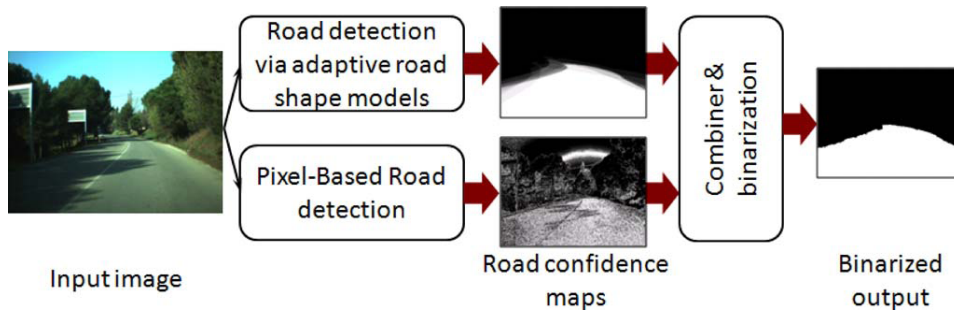 Road detection
via adaptive road
shape models
Pixel-Based Road
detection
Combiner &
binarization
Input image
Road confidence
maps
Binarized
output